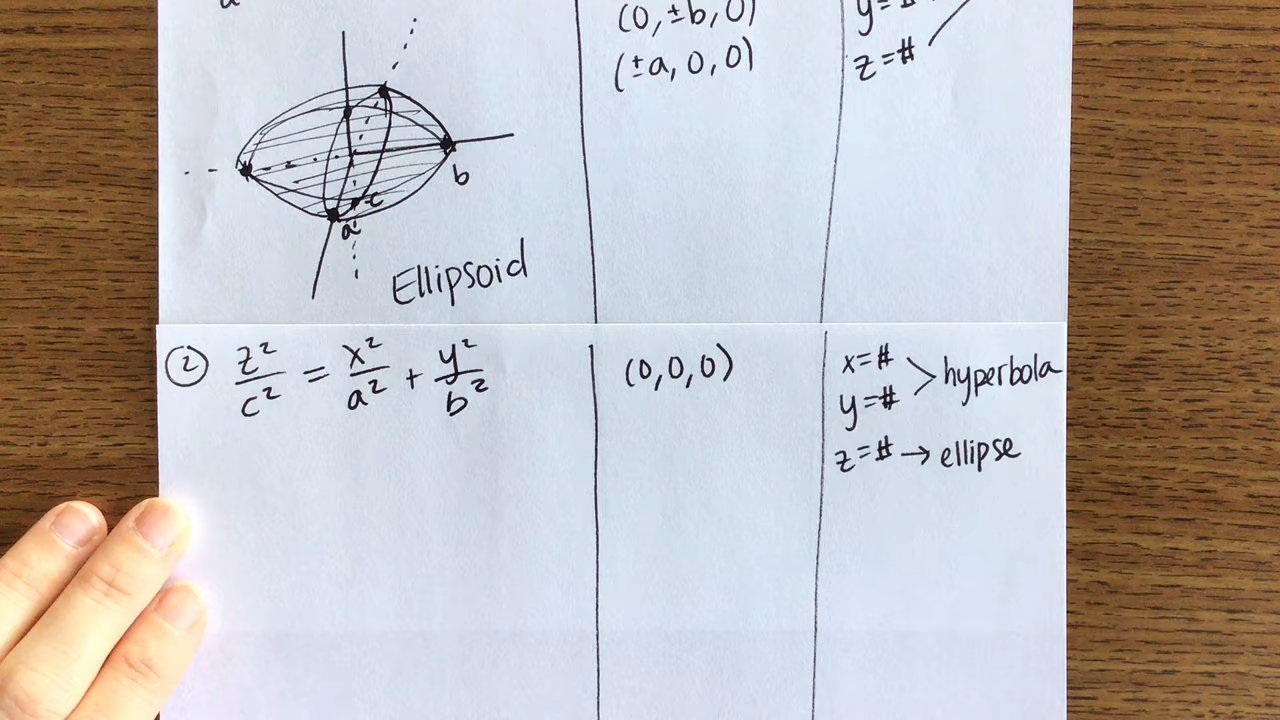 (0, ±b, 0)
(±a, 0, 0)
z = #
b
c
a
Ellipsoid
② z²/c² = x²/a² + y²/b²
(0, 0, 0)
x = #
y = # > hyperbola
z = # → ellipse